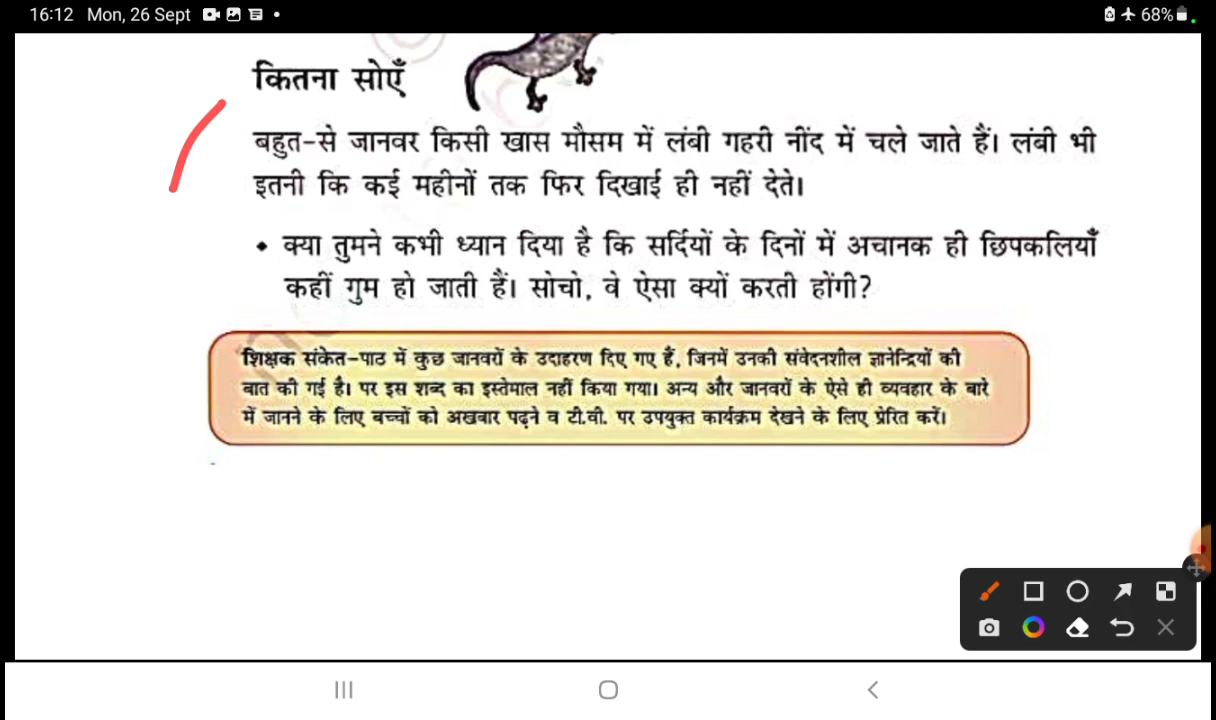 16:12 Mon, 26 Sept
68%
कितना सोएँ
बहुत-से जानवर किसी खास मौसम में लंबी गहरी नींद में चले जाते हैं। लंबी भी
इतनी कि कई महीनों तक फिर दिखाई ही नहीं देते।
• क्या तुमने कभी ध्यान दिया है कि सर्दियों के दिनों में अचानक ही छिपकलियाँ
कहीं गुम हो जाती हैं। सोचो, वे ऐसा क्यों करती होंगी?
शिक्षक संकेत–पाठ में कुछ जानवरों के उदाहरण दिए गए हैं, जिनमें उनकी संवेदनशील ज्ञानेन्द्रियों की
बात की गई है। पर इस शब्द का इस्तेमाल नहीं किया गया। अन्य और जानवरों के ऐसे ही व्यवहार के बारे
में जानने के लिए बच्चों को अखबार पढ़ने व टी.वी. पर उपयुक्त कार्यक्रम देखने के लिए प्रेरित करें।